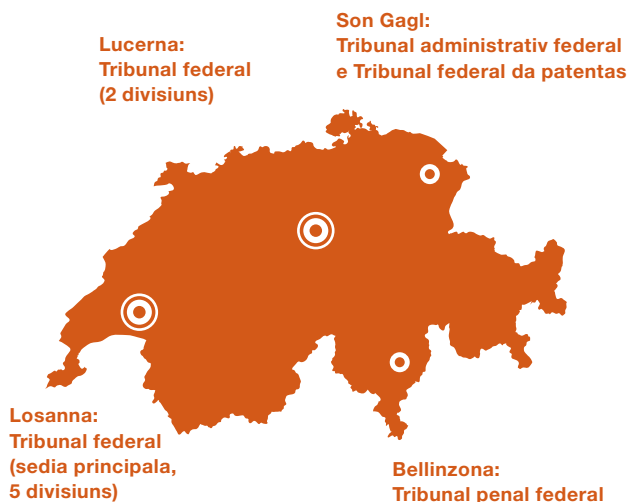 Son Gagl:
Tribunal administrativ federal
e Tribunal federal da patentas
Lucerna:
Tribunal federal
(2 divisiuns)
Losanna:
Tribunal federal
(sedia principala,
5 divisiuns)
Bellinzona:
Tribunal penal federal